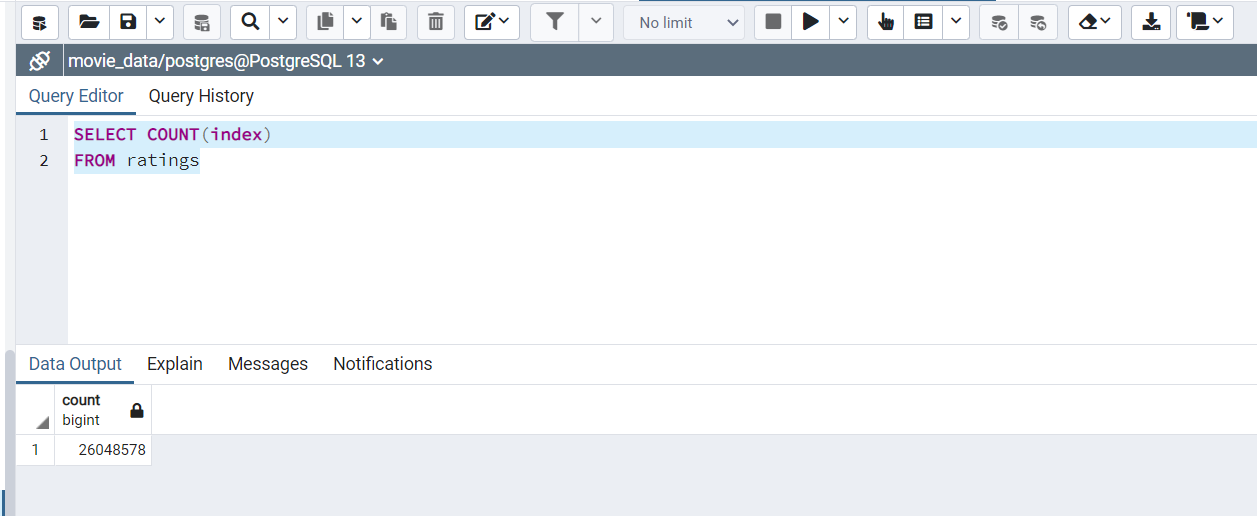 No limit
movie_data/postgres@PostgreSQL 13
Query Editor Query History
1 SELECT COUNT(index)
2 FROM ratings
Data Output Explain Messages Notifications
count
bigint
1 26048578